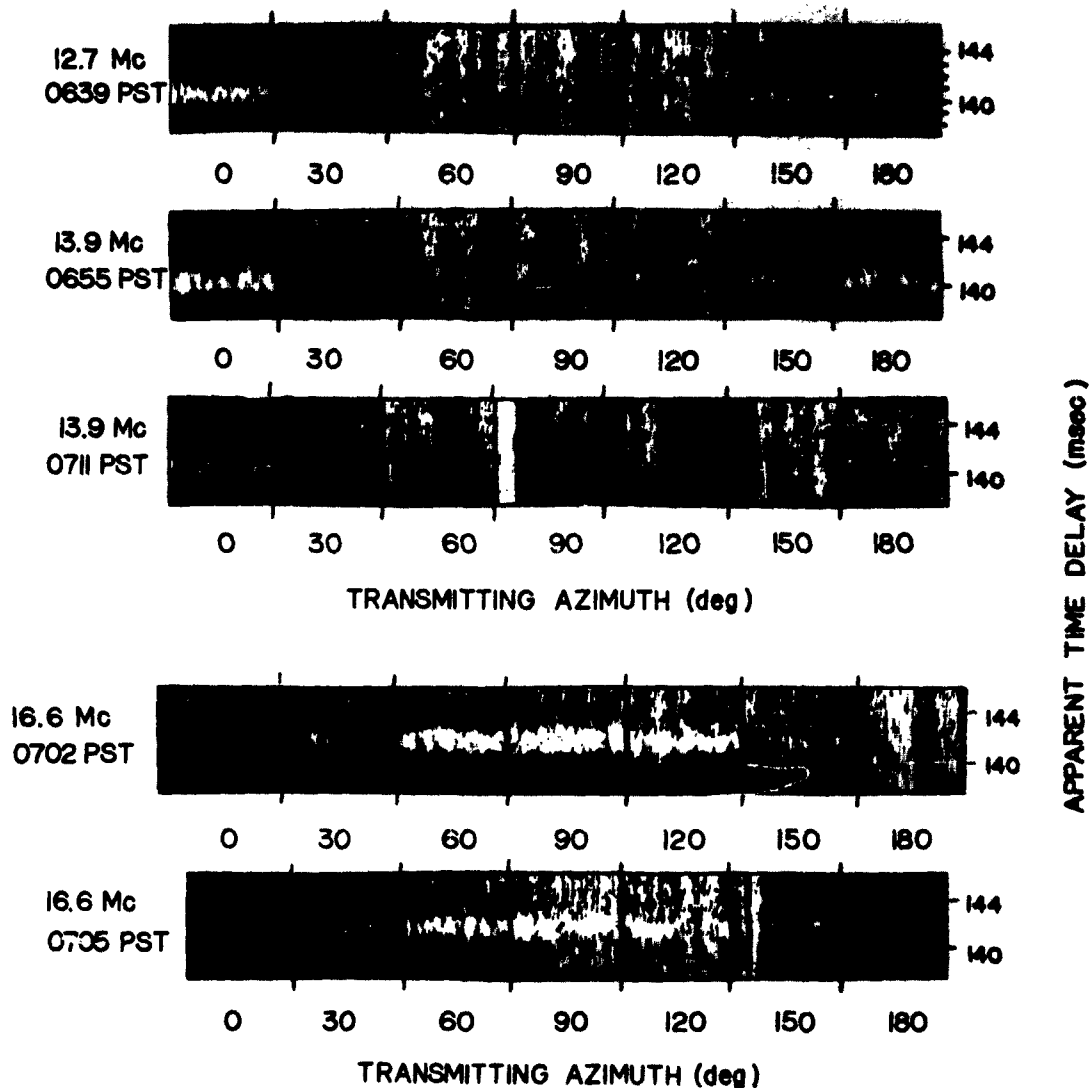 12.7 Mc
0639 PST
144
140
0 30 60 90 120 150 180
13.9 Mc
0655 PST
144
140
0 30 60 90 120 150 180
13.9 Mc
0711 PST
144
140
0 30 60 90 120 150 180
TRANSMITTING AZIMUTH (deg)
APPARENT TIME DELAY (msec)
16.6 Mc
0702 PST
144
140
0 30 60 90 120 150 180
16.6 Mc
0705 PST
144
140
0 30 60 90 120 150 180
TRANSMITTING AZIMUTH (deg)